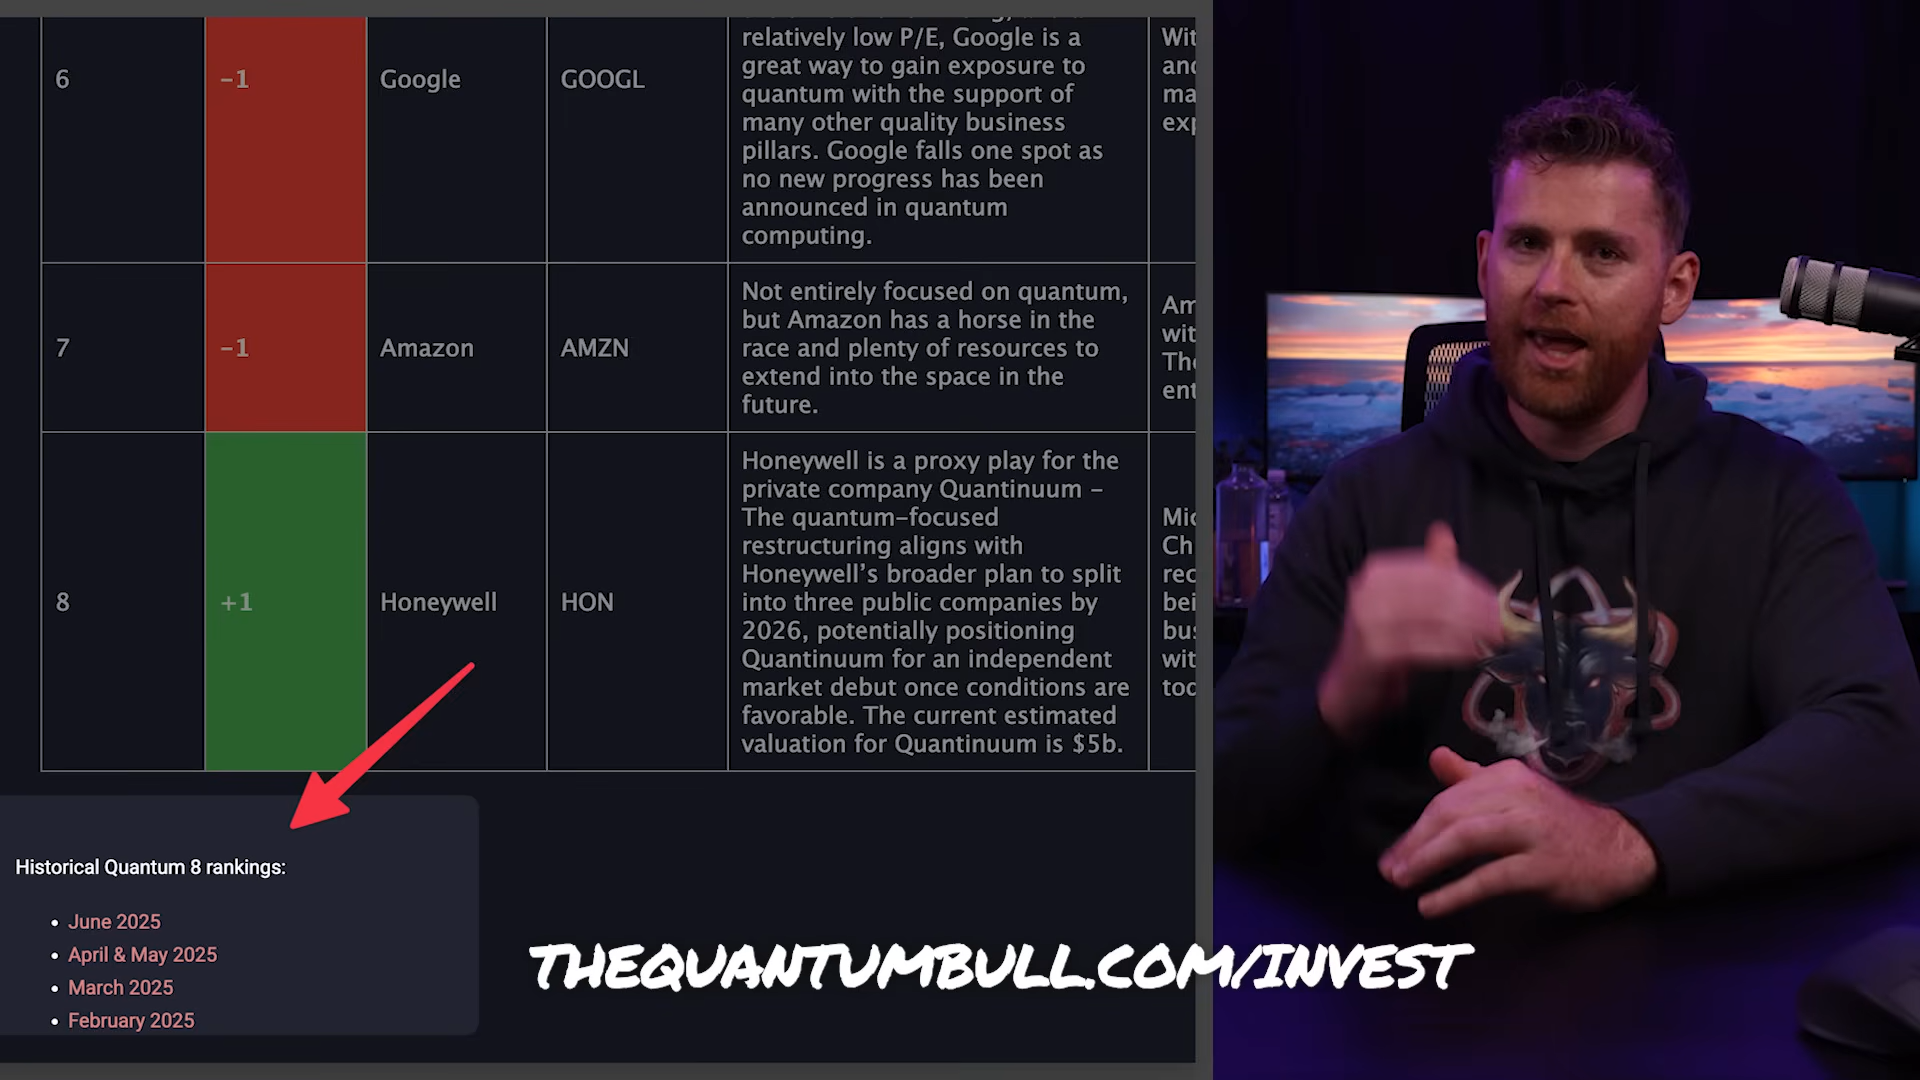 relatively low P/E, Google is a
great way to gain exposure to
quantum with the support of
many other quality business
pillars. Google falls one spot as
no new progress has been
announced in quantum
computing.
6
-1
Google
GOOGL
7
-1
Amazon
AMZN
Not entirely focused on quantum,
but Amazon has a horse in the
race and plenty of resources to
extend into the space in the
future.
8
+1
Honeywell
HON
Honeywell is a proxy play for the
private company Quantinuum -
The quantum-focused
restructuring aligns with
Honeywell's broader plan to split
into three public companies by
2026, potentially positioning
Quantinuum for an independent
market debut once conditions are
favorable. The current estimated
valuation for Quantinuum is $5b.
Historical Quantum 8 rankings:
• June 2025
• April & May 2025
• March 2025
• February 2025
THEQUANTUMBULL.COM/INVEST